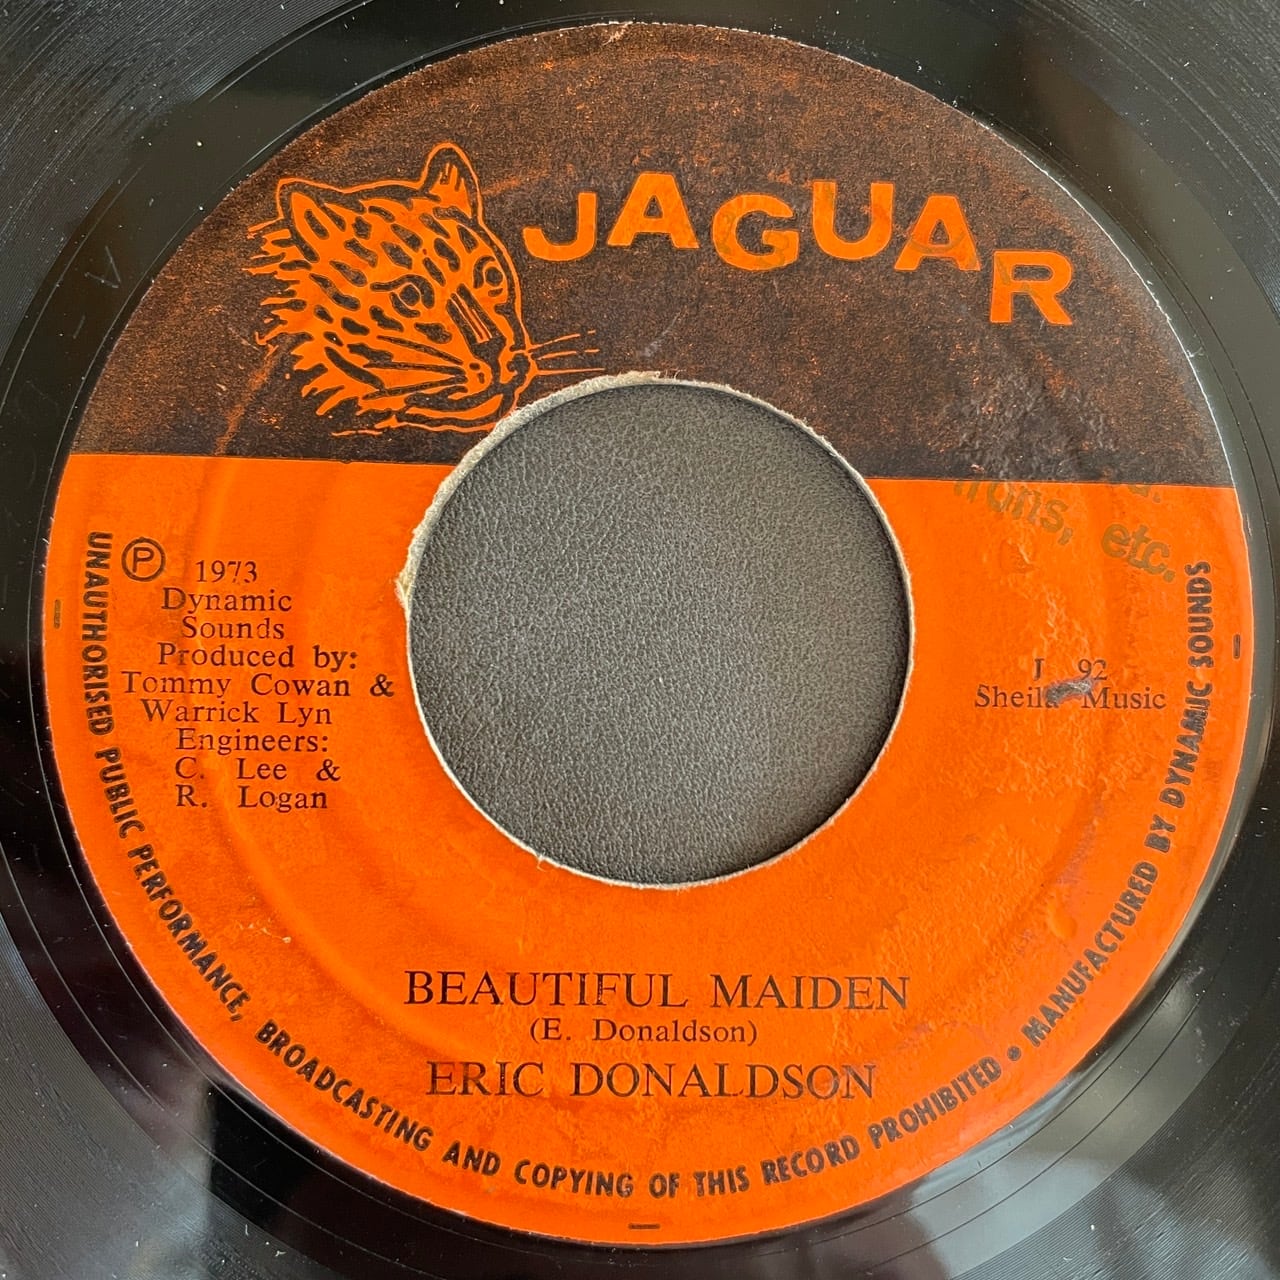 JAGUAR
Ⓟ 1973
Dynamic
Sounds
Produced by:
Tommy Cowan &
Warrick Lyn
Engineers:
C. Lee &
R. Logan
etc.
J 92
Sheila Music
BEAUTIFUL MAIDEN
(E. Donaldson)
ERIC DONALDSON
UNAUTHORISED PUBLIC PERFORMANCE, BROADCASTING AND COPYING OF THIS RECORD PROHIBITED • MANUFACTURED BY DYNAMIC SOUNDS